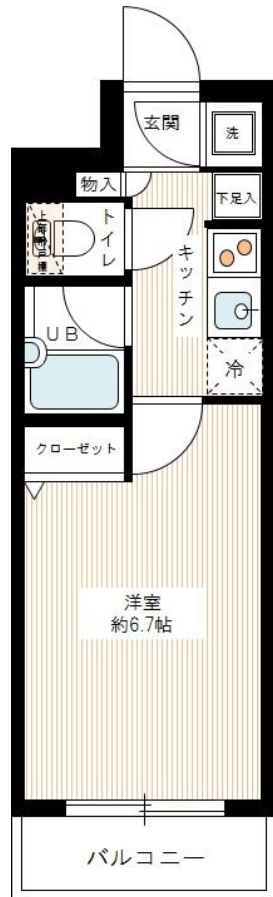 玄関
洗
物入
下足入
トイレ
キッチン
UB
冷
クローゼット
洋室
約6.7帖
バルコニー